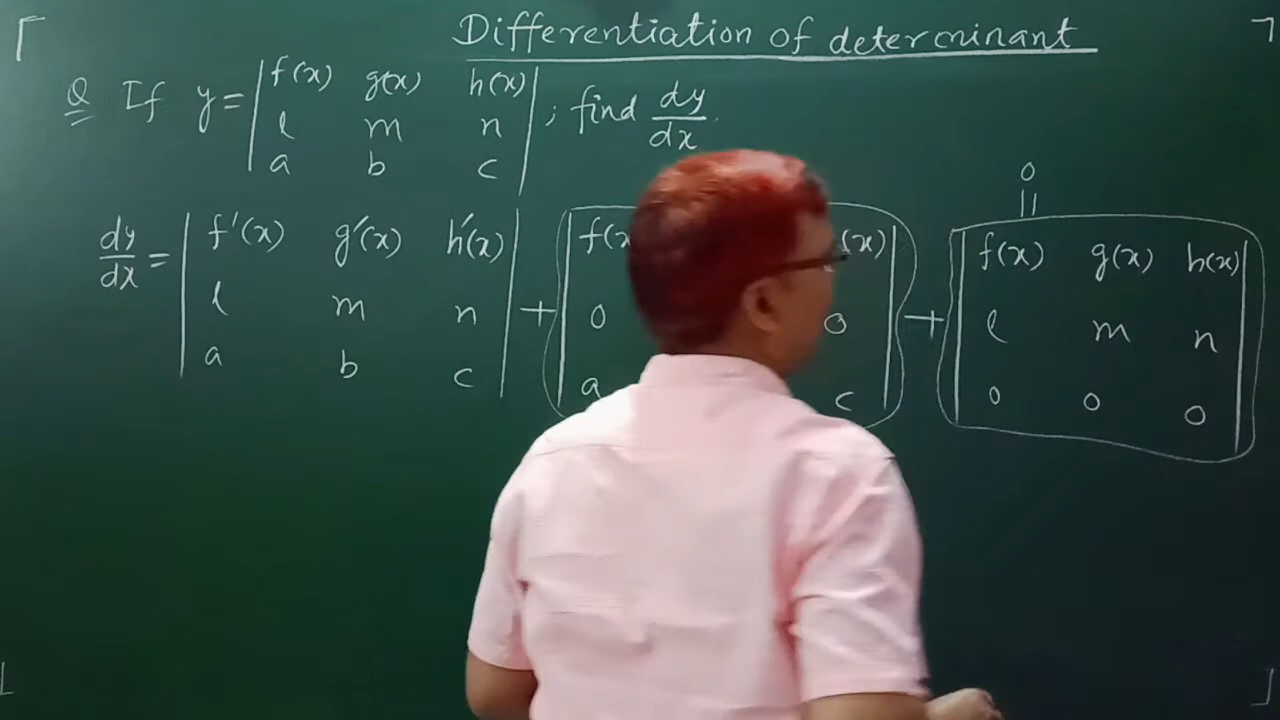 Differentiation of determinant
Q If y = | f(x) g(x) h(x) | ; find dy/dx.
l m n
a b c
dy/dx = | f'(x) g'(x) h'(x) | + | f(x (x) | + | f(x) g(x) h(x) |
0
||
l m n 0 0 l m n
a b c a c 0 0 0